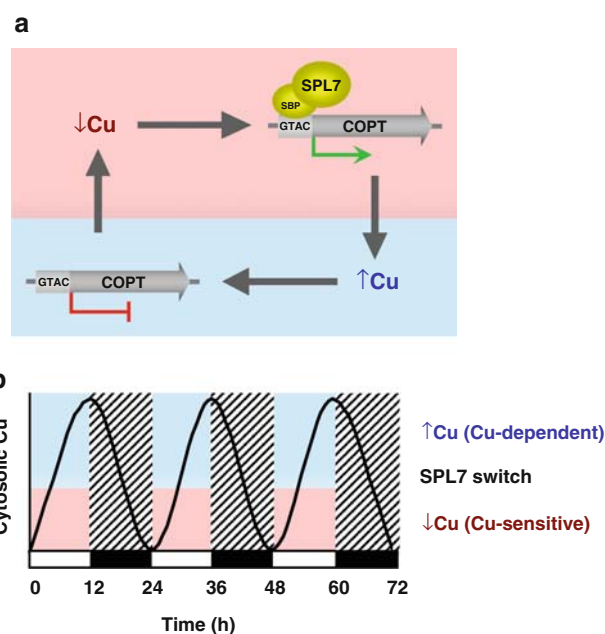 a
SPL7
SBP
↓Cu
GTAC COPT
GTAC COPT
↑Cu
b
Cytosolic Cu
↑Cu (Cu-dependent)
SPL7 switch
↓Cu (Cu-sensitive)
0 12 24 36 48 60 72
Time (h)